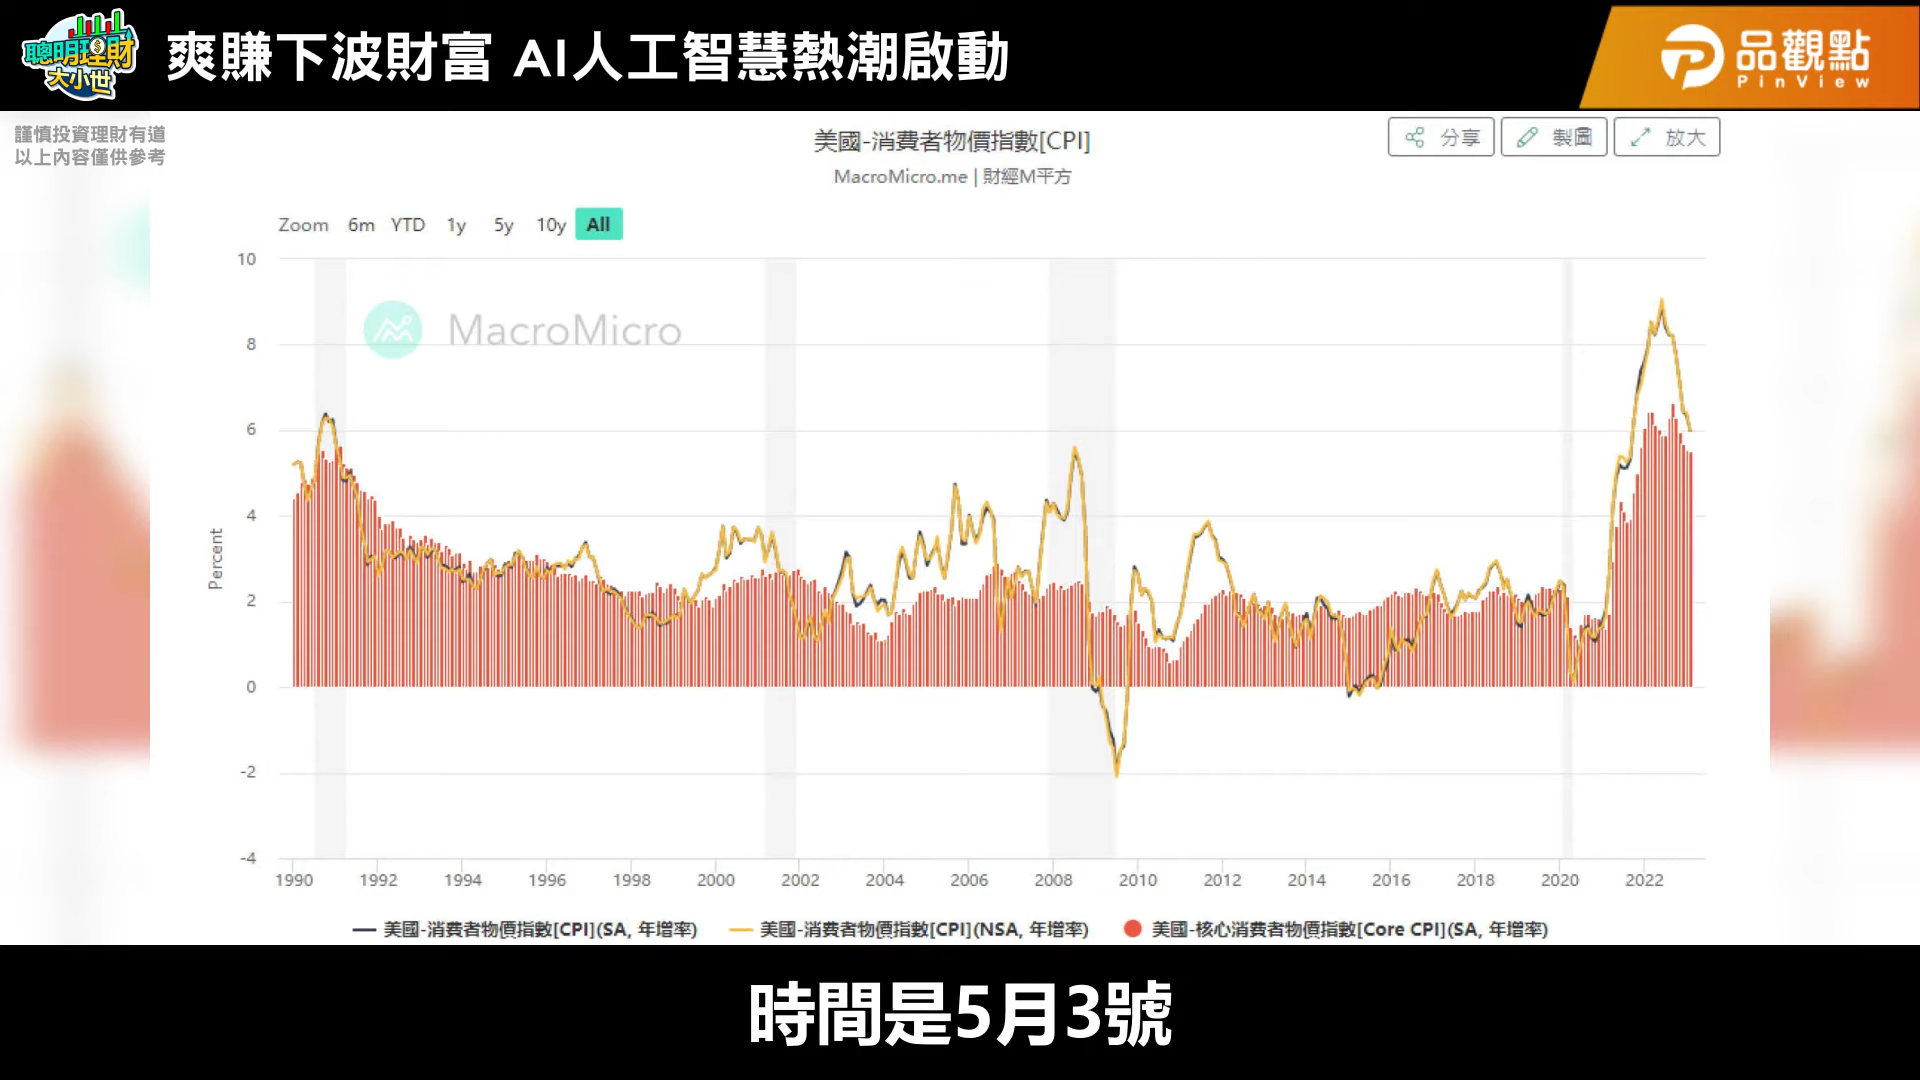 聰明理財
大小世
爽賺下波財富 AI人工智慧熱潮啟動
品觀點
PinView
謹慎投資理財有道
以上內容僅供參考
美國-消費者物價指數[CPI]
MacroMicro.me | 財經M平方
分享
製圖
放大
Zoom 6m YTD 1y 5y 10y All
MacroMicro
Percent
10
8
6
4
2
0
-2
-4
1990 1992 1994 1996 1998 2000 2002 2004 2006 2008 2010 2012 2014 2016 2018 2020 2022
美國-消費者物價指數[CPI](SA, 年增率) 美國-消費者物價指數[CPI](NSA, 年增率) 美國-核心消費者物價指數[Core CPI](SA, 年增率)
時間是5月3號